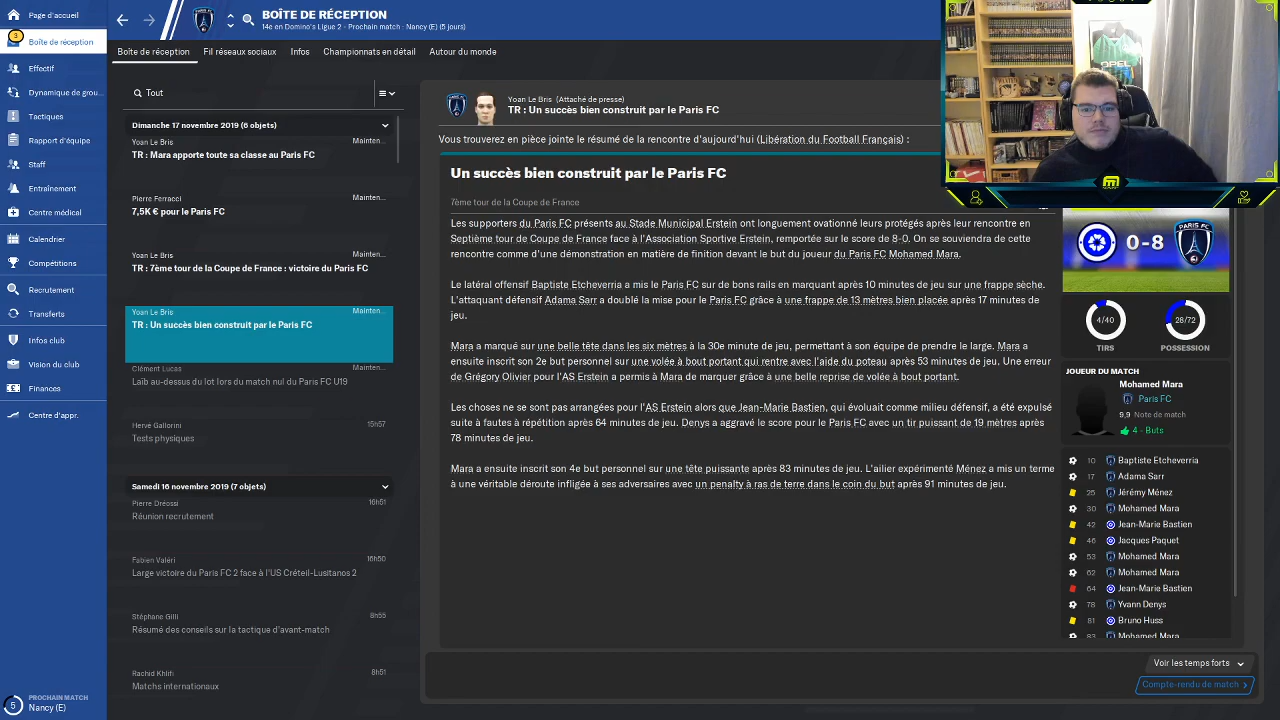 Page d'accueil
3
Boîte de réception
Effectif
Dynamique de grou...
Tactiques
Rapport d'équipe
Staff
Entraînement
Centre médical
Calendrier
Compétitions
Recrutement
Transferts
Infos club
Vision du club
Finances
Centre d'appr.
5
PROCHAIN MATCH
Nancy (E)
BOÎTE DE RÉCEPTION
14e en Domino's Ligue 2 - Prochain match : Nancy (E) (5 jours)
Boîte de réception
Fil réseaux sociaux
Infos
Championnats en détail
Autour du monde
Tout
Dimanche 17 novembre 2019 (6 objets)
Yoan Le Bris
Mainten...
TR : Mara apporte toute sa classe au Paris FC
Pierre Ferracci
Mainten...
7,5K € pour le Paris FC
Yoan Le Bris
Mainten...
TR : 7ème tour de la Coupe de France : victoire du Paris FC
Yoan Le Bris
Mainten...
TR : Un succès bien construit par le Paris FC
Clément Lucas
Mainten...
Laïb au-dessus du lot lors du match nul du Paris FC U19
Hervé Gallorini
15h57
Tests physiques
Samedi 16 novembre 2019 (7 objets)
Pierre Dréossi
16h51
Réunion recrutement
Fabien Valéri
16h50
Large victoire du Paris FC 2 face à l'US Créteil-Lusitanos 2
Stéphane Gilli
8h55
Résumé des conseils sur la tactique d'avant-match
Rachid Khlifi
8h51
Matchs internationaux
Yoan Le Bris (Attaché de presse)
TR : Un succès bien construit par le Paris FC
Vous trouverez en pièce jointe le résumé de la rencontre d'aujourd'hui (Libération du Football Français) :
Un succès bien construit par le Paris FC
7ème tour de la Coupe de France
Les supporters du Paris FC présents au Stade Municipal Erstein ont longuement ovationné leurs protégés après leur rencontre en
Septième tour de Coupe de France face à l'Association Sportive Erstein, remportée sur le score de 8-0. On se souviendra de cette
rencontre comme d'une démonstration en matière de finition devant le but du joueur du Paris FC Mohamed Mara.
Le latéral offensif Baptiste Etcheverria a mis le Paris FC sur de bons rails en marquant après 10 minutes de jeu sur une frappe sèche.
L'attaquant défensif Adama Sarr a doublé la mise pour le Paris FC grâce à une frappe de 13 mètres bien placée après 17 minutes de
jeu.
Mara a marqué sur une belle tête dans les six mètres à la 30e minute de jeu, permettant à son équipe de prendre le large. Mara a
ensuite inscrit son 2e but personnel sur une volée à bout portant qui rentre avec l'aide du poteau après 53 minutes de jeu. Une erreur
de Grégory Olivier pour l'AS Erstein a permis à Mara de marquer grâce à une belle reprise de volée à bout portant.
Les choses ne se sont pas arrangées pour l'AS Erstein alors que Jean-Marie Bastien, qui évoluait comme milieu défensif, a été expulsé
suite à fautes à répétition après 64 minutes de jeu. Denys a aggravé le score pour le Paris FC avec un tir puissant de 19 mètres après
78 minutes de jeu.
Mara a ensuite inscrit son 4e but personnel sur une tête puissante après 83 minutes de jeu. L'ailier expérimenté Ménez a mis un terme
à une véritable déroute infligée à ses adversaires avec un penalty à ras de terre dans le coin du but après 91 minutes de jeu.
OPEL
0-8
PARIS FC
4/40
TIRS
28/72
POSSESSION
JOUEUR DU MATCH
Mohamed Mara
Paris FC
9,9 Note de match
4 - Buts
10 Baptiste Etcheverria
17 Adama Sarr
25 Jérémy Ménez
30 Mohamed Mara
42 Jean-Marie Bastien
46 Jacques Paquet
53 Mohamed Mara
62 Mohamed Mara
64 Jean-Marie Bastien
78 Yvann Denys
81 Bruno Huss
83 Mohamed Mara
Voir les temps forts
Compte-rendu de match